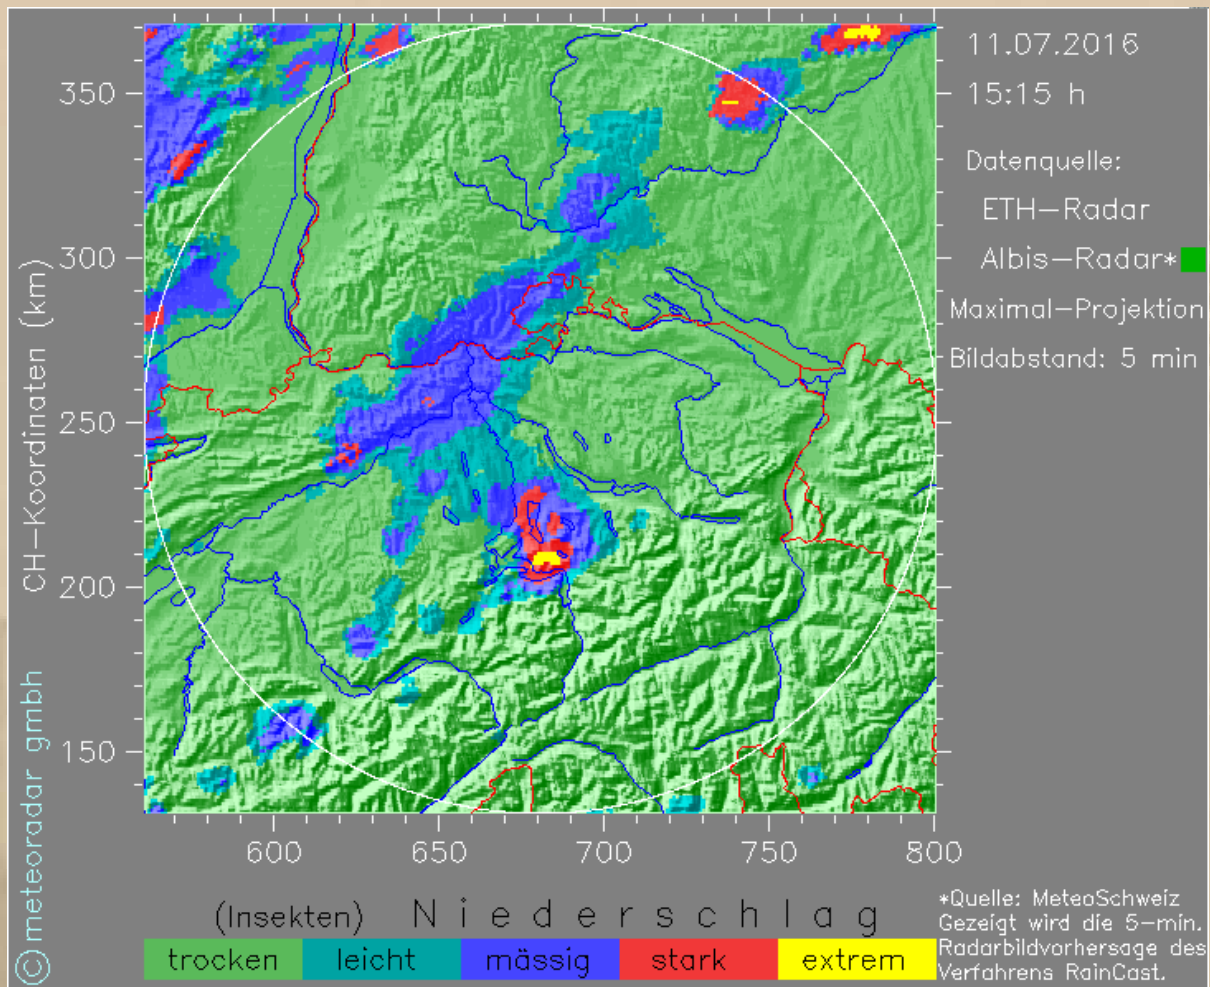 11.07.2016
15:15 h
Datenquelle:
ETH-Radar
Albis-Radar*
Maximal-Projektion
Bildabstand: 5 min
CH-Koordinaten (km)
350
300
250
200
150
600 650 700 750 800
© meteoradar gmbh
(Insekten) Niederschlag
trocken leicht mässig stark extrem
*Quelle: MeteoSchweiz
Gezeigt wird die 5-min.
Radarbildvorhersage des
Verfahrens RainCast.